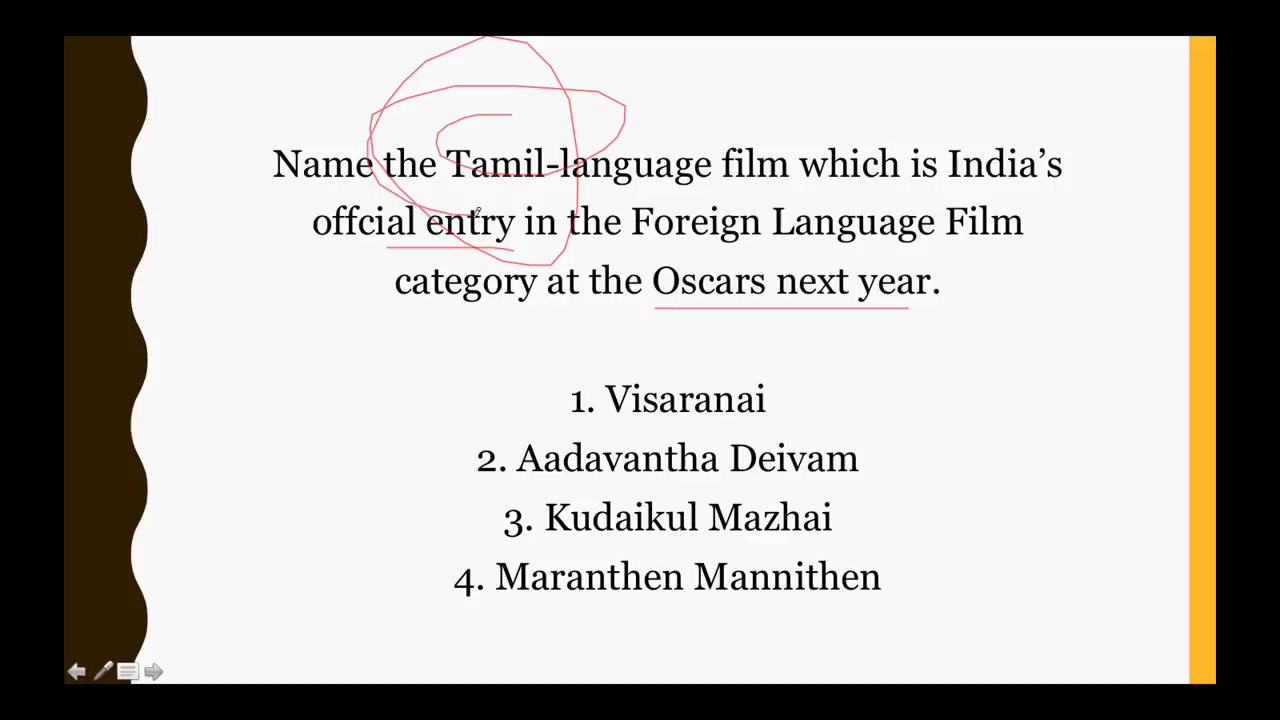 Name the Tamil-language film which is India’s
offcial entry in the Foreign Language Film
category at the Oscars next year.
1. Visaranai
2. Aadavantha Deivam
3. Kudaikul Mazhai
4. Maranthen Mannithen